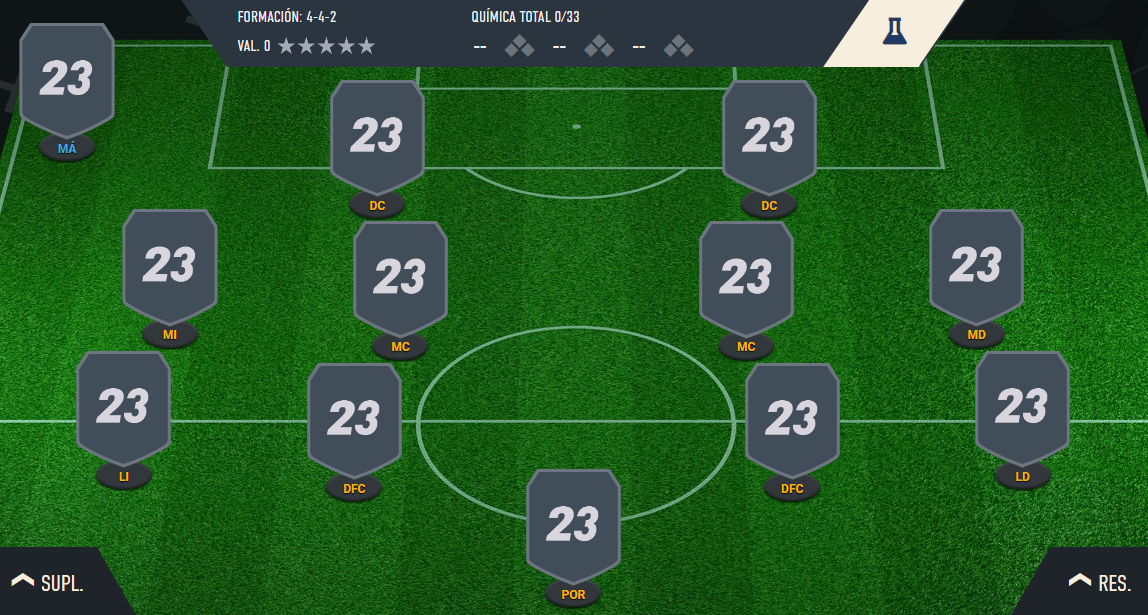 FORMACIÓN: 4-4-2
QUÍMICA TOTAL 0/33
VAL. 0
-- -- --
23
MÁ
23
DC
23
DC
23
MI
23
MC
23
MC
23
MD
23
LI
23
DFC
23
DFC
23
LD
23
POR
SUPL.
RES.